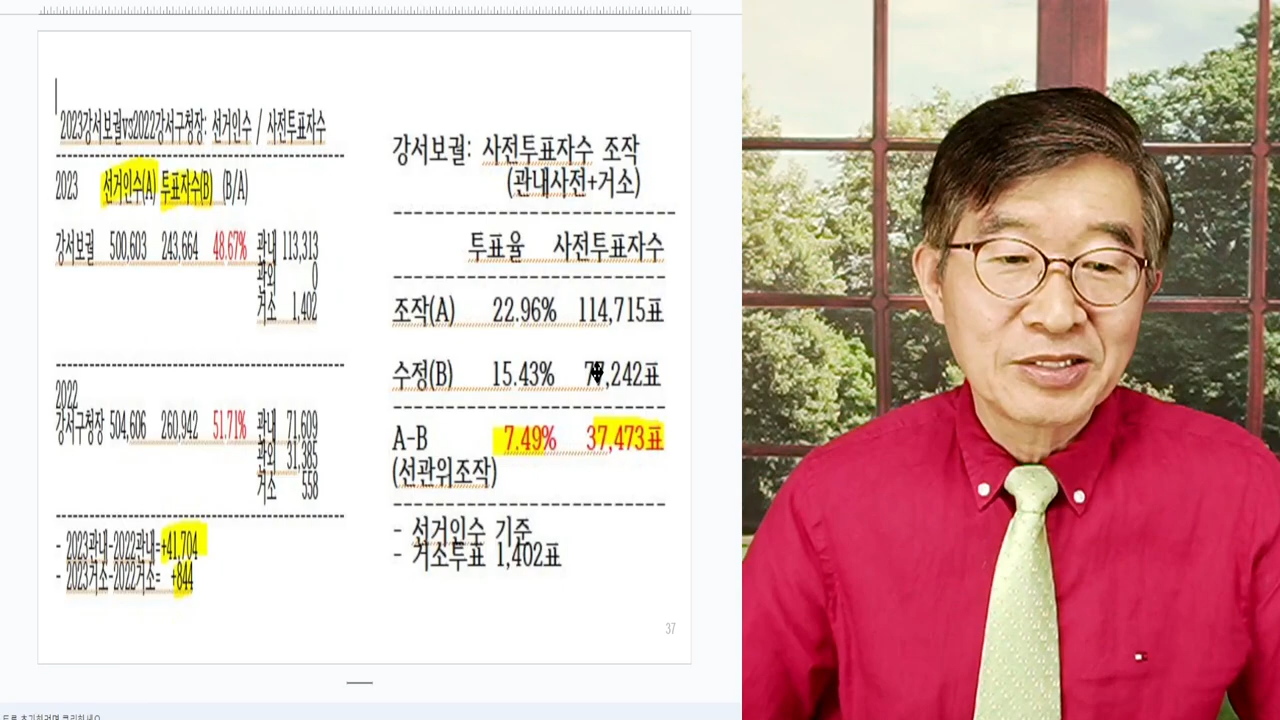 2023강서보궐vs2022강서구청장: 선거인수 / 사전투표자수
2023 선거인수(A) 투표자수(B) (B/A)
강서보궐 500,603 243,664 48.67% 관내 113,313
관외 0
거소 1,402
2022
강서구청장 504,606 260,942 51.71% 관내 71,609
관외 31,385
거소 558
- 2023관내-2022관내=+41,704
- 2023거소-2022거소= +844
강서보궐: 사전투표자수 조작
(관내사전+거소)
투표율 사전투표자수
조작(A) 22.96% 114,715표
수정(B) 15.43% 77,242표
A-B 7.49% 37,473표
(선관위조작)
- 선거인수 기준
- 거소투표 1,402표
37